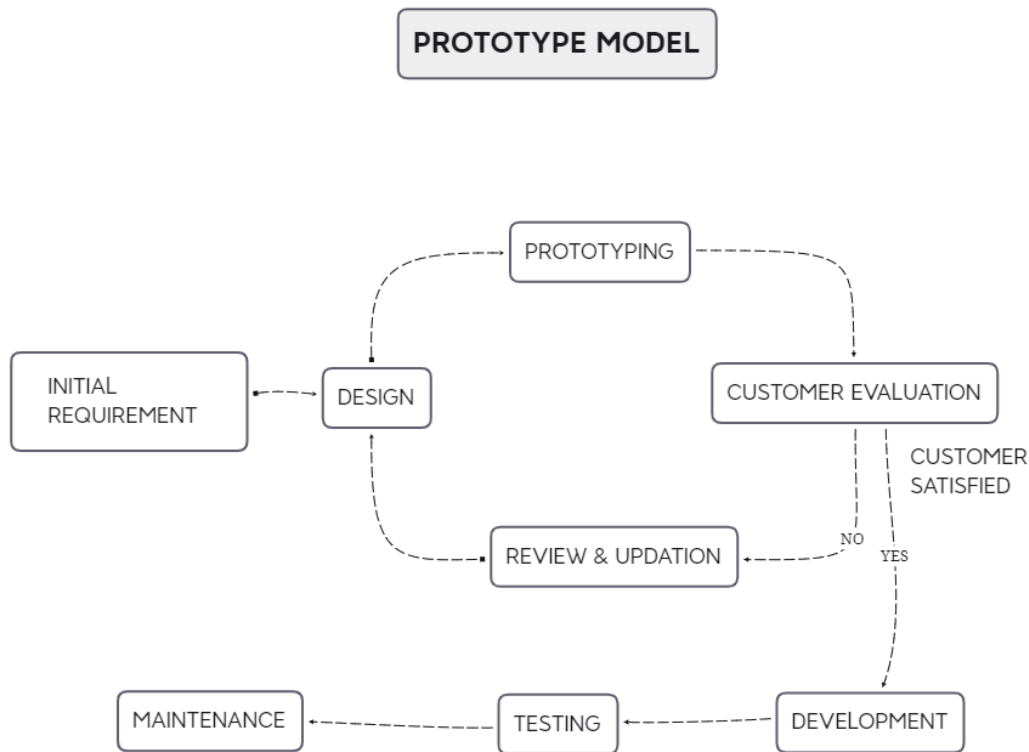 PROTOTYPE MODEL
PROTOTYPING
INITIAL
REQUIREMENT
DESIGN
CUSTOMER EVALUATION
CUSTOMER
SATISFIED
NO
YES
REVIEW & UPDATION
MAINTENANCE
TESTING
DEVELOPMENT